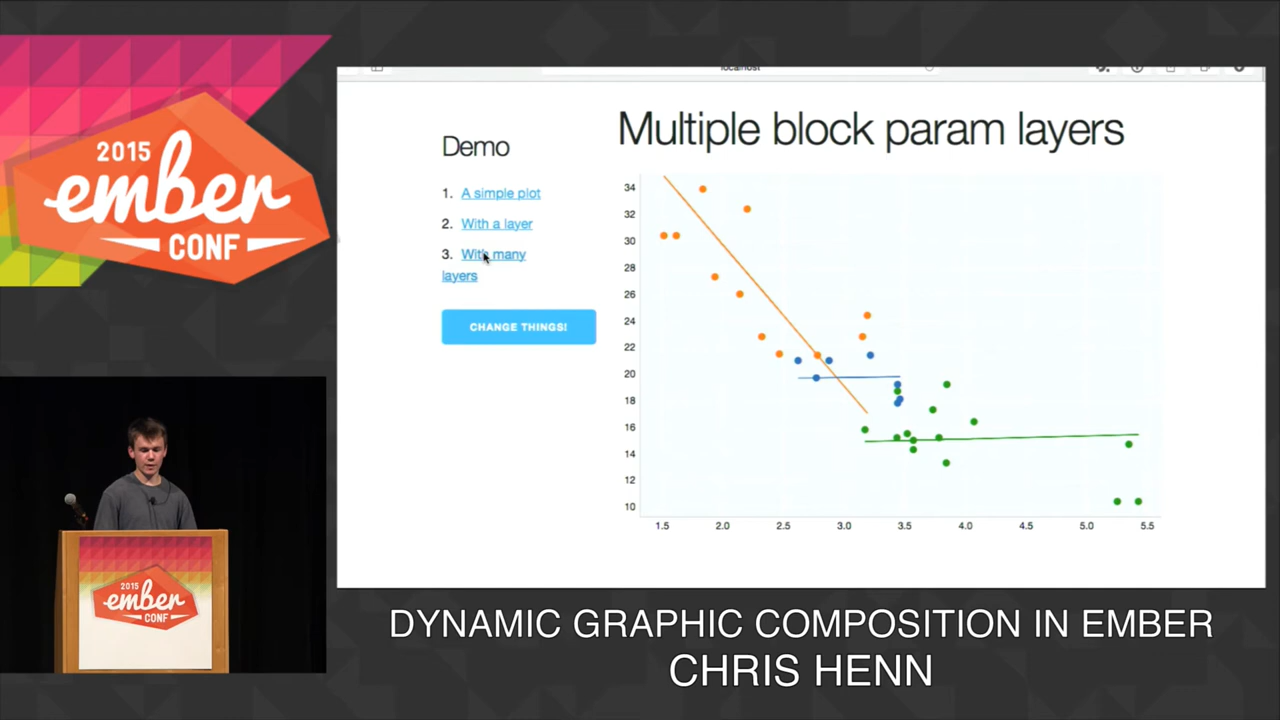 2015
ember
CONF
localhost
Multiple block param layers
Demo
1. A simple plot
2. With a layer
3. With many
layers
CHANGE THINGS!
34
32
30
28
26
24
22
20
18
16
14
12
10
1.5 2.0 2.5 3.0 3.5 4.0 4.5 5.0 5.5
2015
ember
CONF
DYNAMIC GRAPHIC COMPOSITION IN EMBER
CHRIS HENN